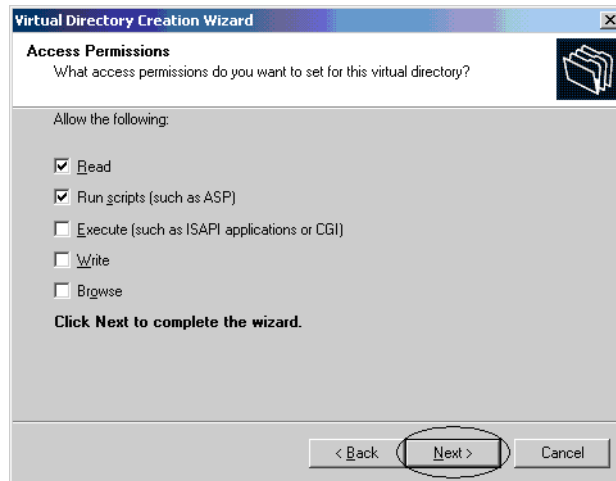 Virtual Directory Creation Wizard
Access Permissions
What access permissions do you want to set for this virtual directory?
Allow the following:
Read
Run scripts (such as ASP)
Execute (such as ISAPI applications or CGI)
Write
Browse
Click Next to complete the wizard.
< Back Next > Cancel